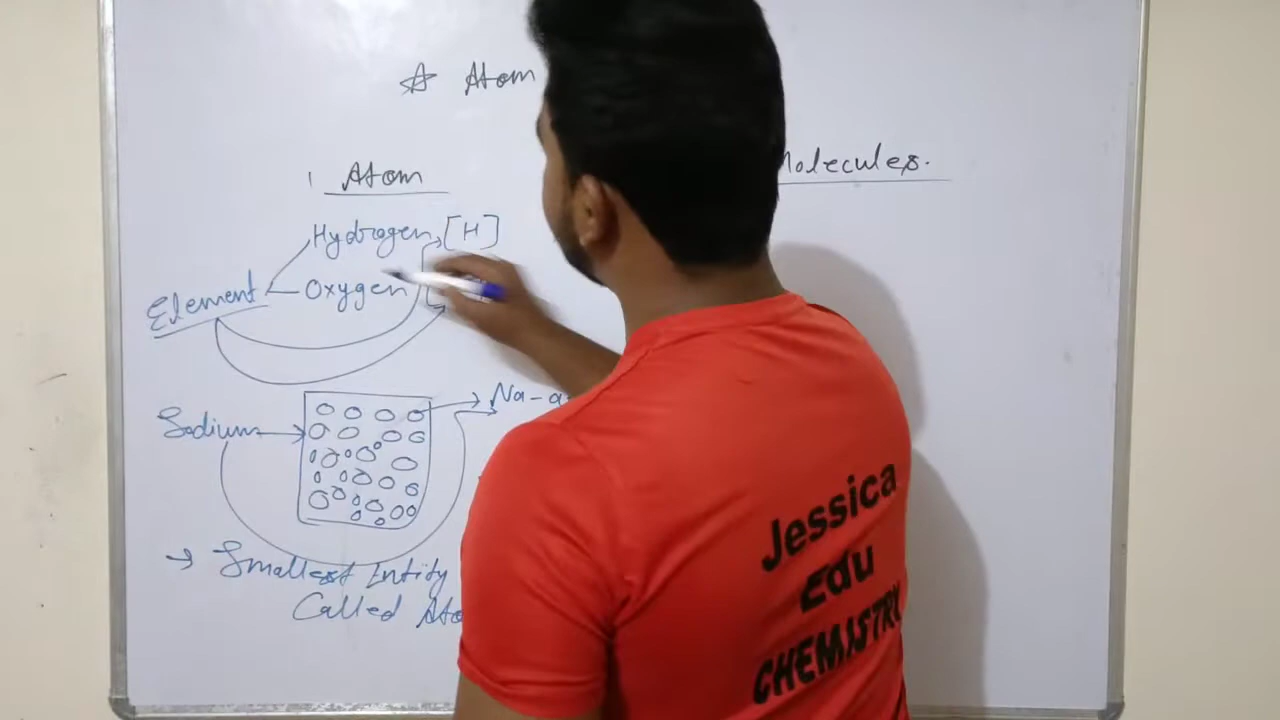 Atom
Molecules.
Atom
Hydrogen [H]
Oxygen
Element
Na-a
Sodium
→ Smallest Intity
Called Ato
Jessica
Edu
CHEMISTRY